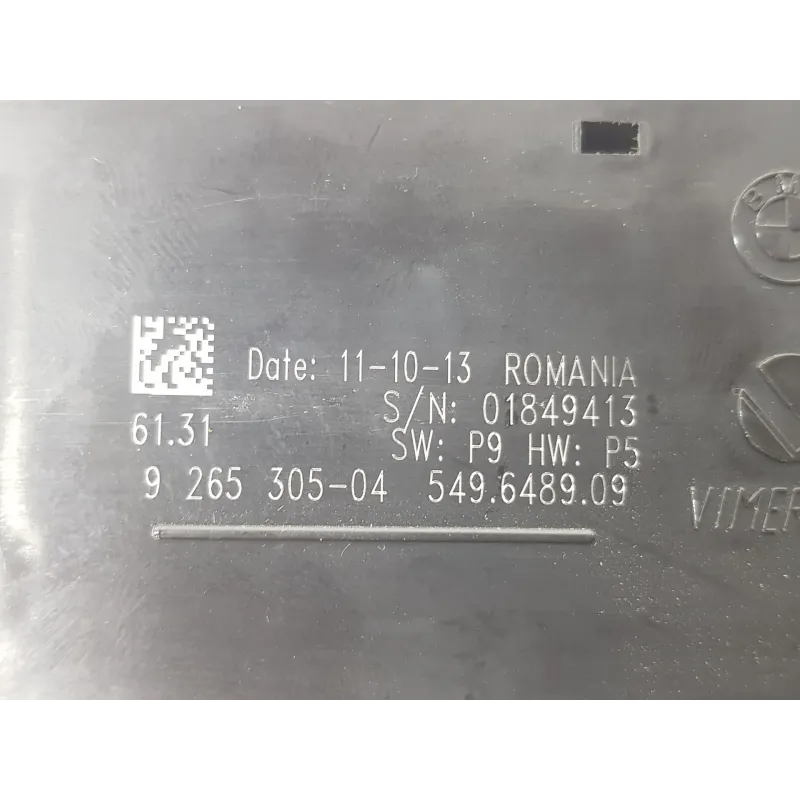 Date: 11-10-13 ROMANIA
S/N: 01849413
61.31
SW: P9 HW: P5
9 265 305-04 549.6489.09